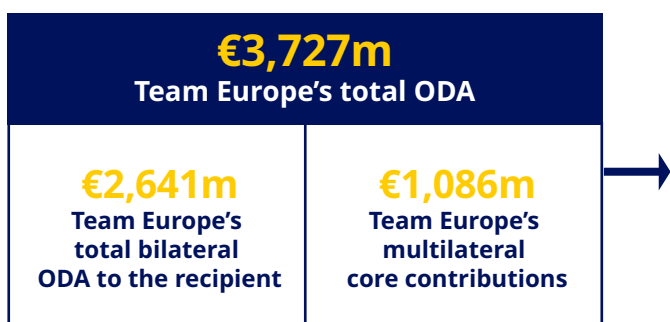 €3,727m
Team Europe’s total ODA
€2,641m
Team Europe’s
total bilateral
ODA to the recipient
€1,086m
Team Europe’s
multilateral
core contributions